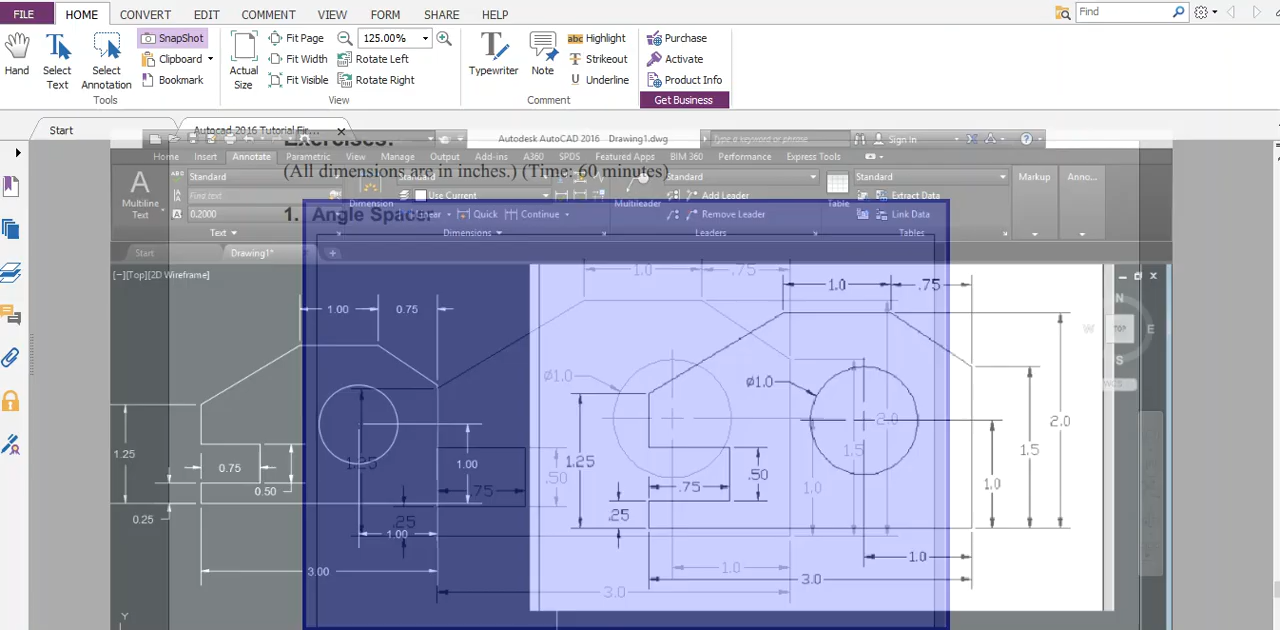 FILE HOME CONVERT EDIT COMMENT VIEW FORM SHARE HELP Find
Hand Select Text Select Annotation SnapShot Clipboard Bookmark
Tools
Actual Size Fit Page Fit Width Fit Visible 125.00% Rotate Left Rotate Right
View
Typewriter Note Highlight Strikeout Underline
Comment
Purchase Activate Product Info
Get Business
Start Autocad 2016 Tutorial Fir...
Autodesk AutoCAD 2016 Drawing1.dwg Type a keyword or phrase Sign In
Exercises:
Home Insert Annotate Parametric View Manage Output Add-ins A360 SPDS Featured Apps BIM 360 Performance Express Tools
(All dimensions are in inches.) (Time: 60 minutes)
Multiline Text Standard Find text 0.2000
Text
Dimension Standard Use Current Linear Quick Continue
Dimensions
Multileader Standard Add Leader Remove Leader
Leaders
Table Standard Extract Data Link Data
Tables
Markup Anno...
1. Angle
Start Drawing1*
[−][Top][2D Wireframe]
1.00 0.75
1.25
0.75
0.50
0.25
1.00
1.00
3.00
1.0 .75
Ø1.0
1.25
.75
.50
.25
1.0
1.5
2.0
1.0
3.0
1.0 .75
Ø1.0
1.25
.75
.50
.25
1.0
1.5
2.0
1.0
3.0
N
W TOP E
S
WCS
Y